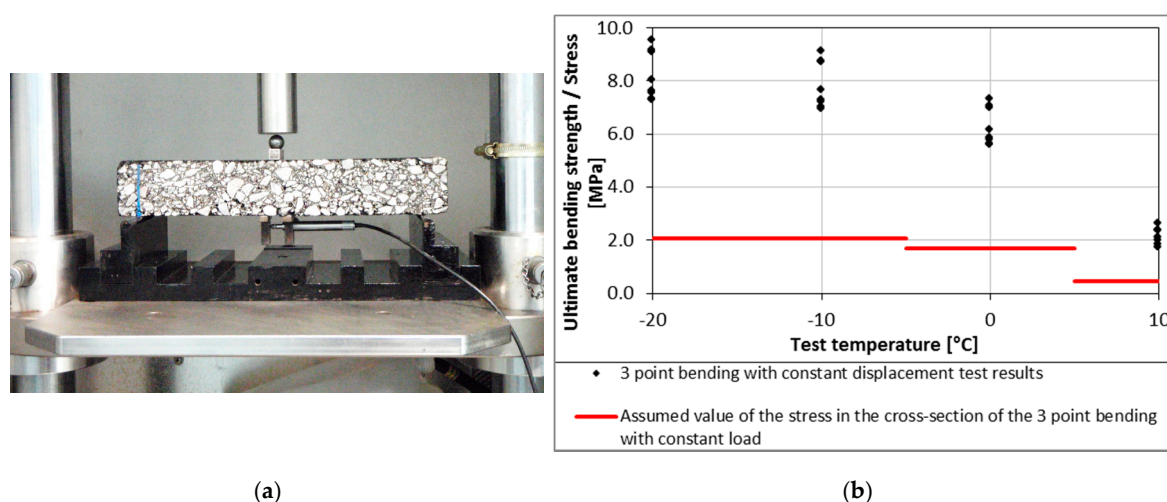 Ultimate bending strength / Stress
[MPa]
10.0
8.0
6.0
4.0
2.0
0.0
-20
-10
0
10
Test temperature [°C]
3 point bending with constant displacement test results
Assumed value of the stress in the cross-section of the 3 point bending
with constant load
(a)
(b)